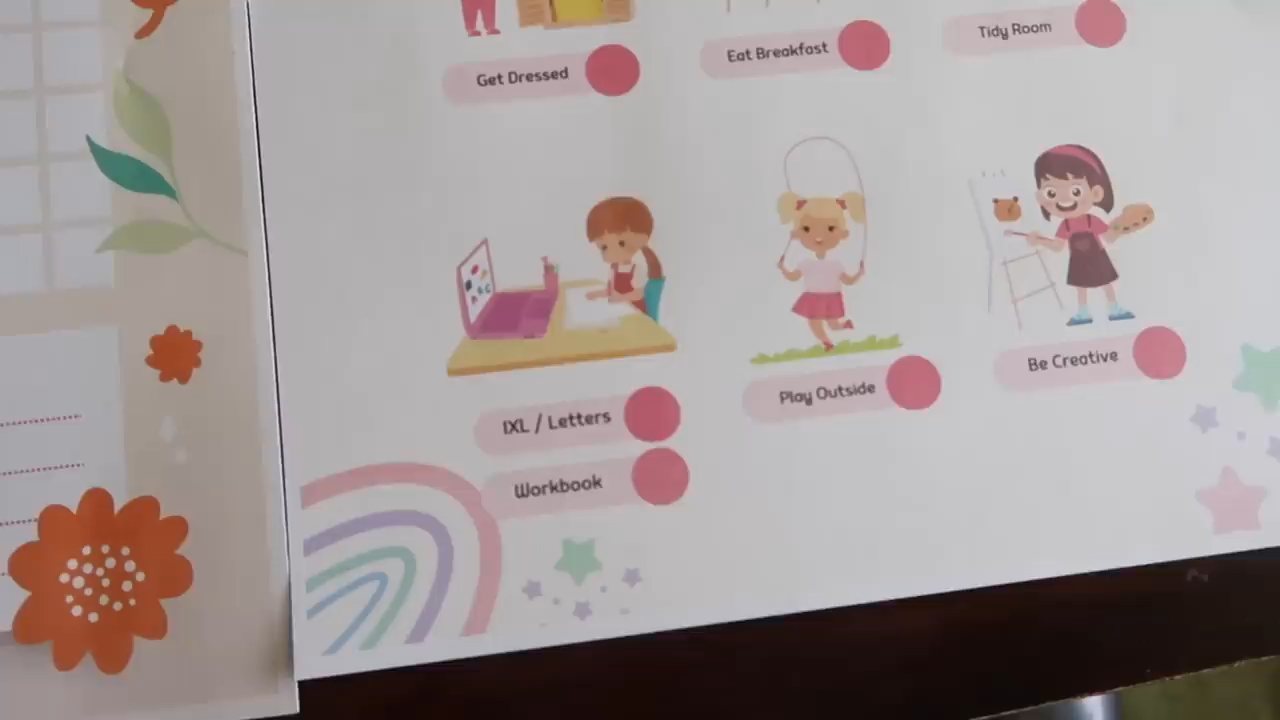 Get Dressed
Eat Breakfast
Tidy Room
IXL / Letters
Play Outside
Be Creative
Workbook